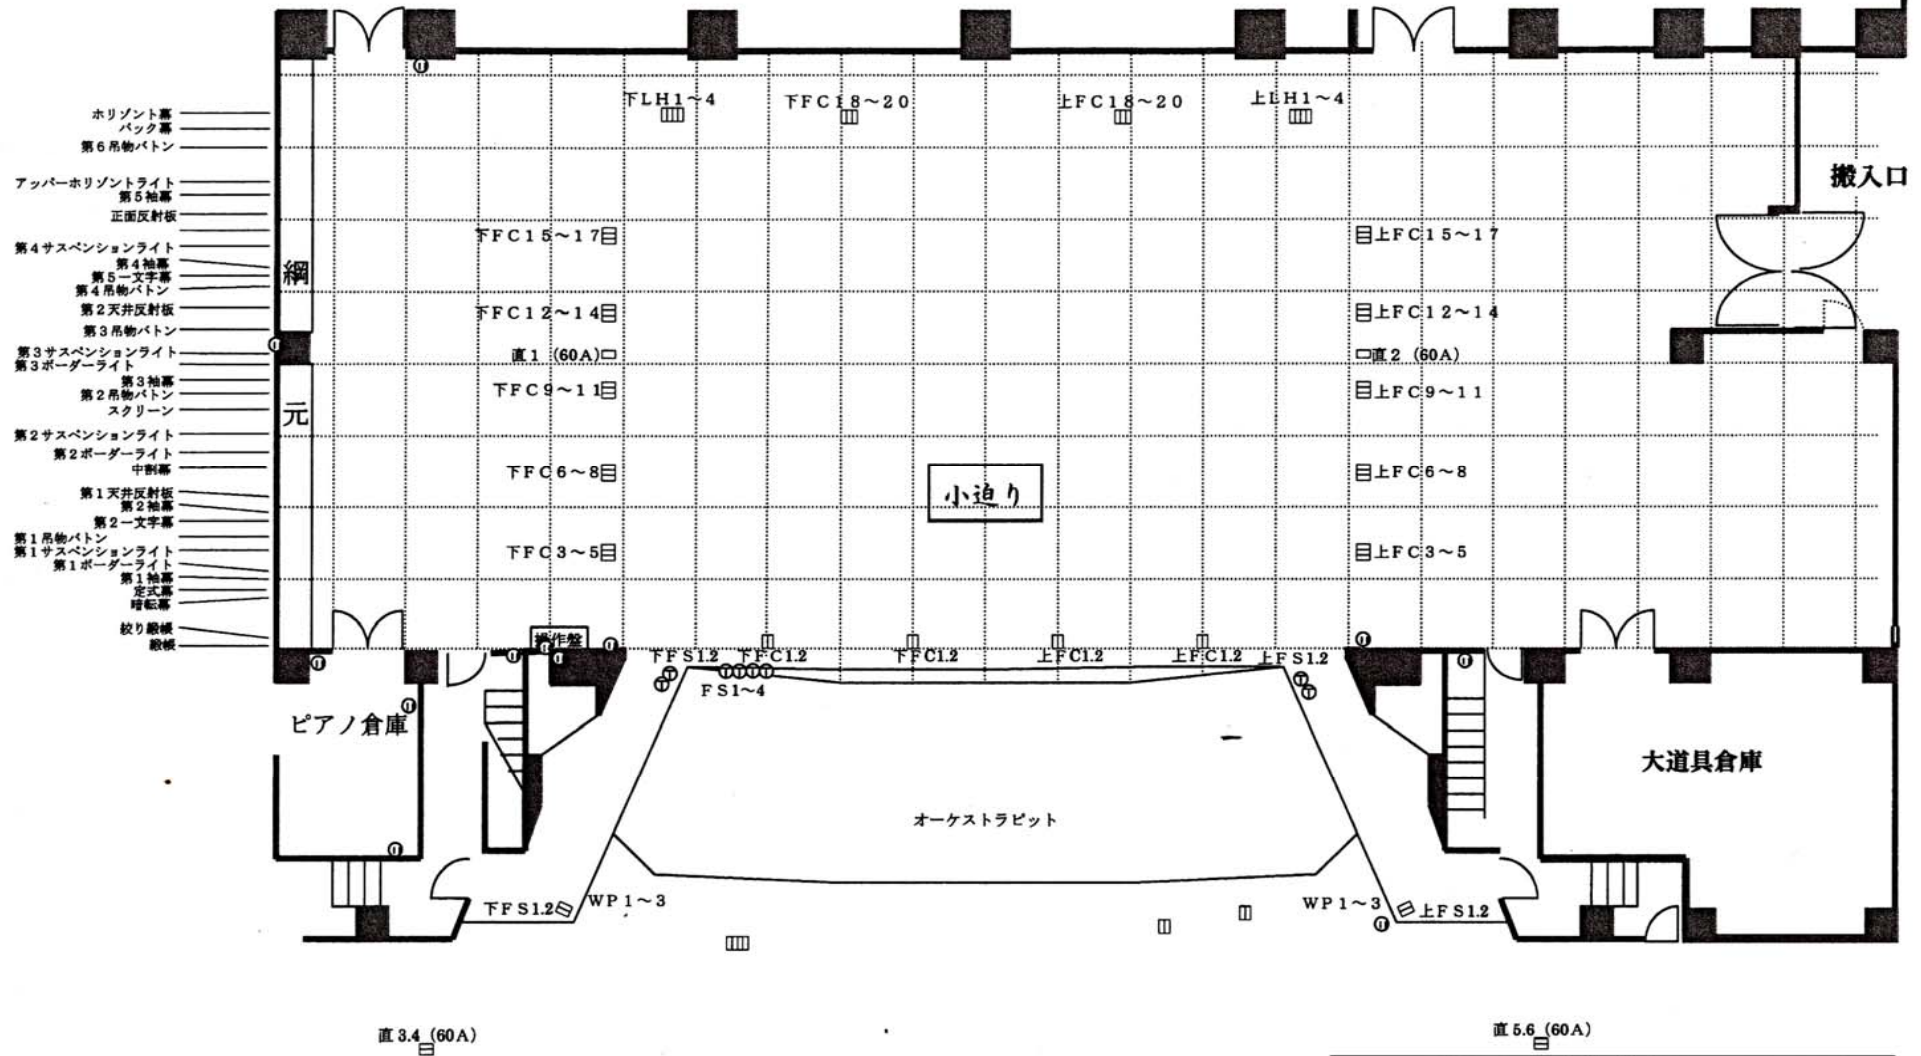 ホリゾント幕
バック幕
第6吊物バトン
アッパーホリゾントライト
第5袖幕
正面反射板
第4サスペンションライト
第4袖幕
第5一文字幕
第4吊物バトン
第2天井反射板
第3吊物バトン
第3サスペンションライト
第3ボーダーライト
第3袖幕
第2吊物バトン
スクリーン
第2サスペンションライト
第2ボーダーライト
中割幕
第1天井反射板
第2袖幕
第2一文字幕
第1吊物バトン
第1サスペンションライト
第1ボーダーライト
第1袖幕
定式幕
暗転幕
絞り緞帳
緞帳
綱
元
下LH1~4
下FC18~20
上FC18~20
上LH1~4
搬入口
下FC15~17
上FC15~17
下FC12~14
上FC12~14
直1 (60A)
直2 (60A)
下FC9~11
上FC9~11
下FC6~8
小迫り
上FC6~8
下FC3~5
上FC3~5
操作盤
下FS1.2
下FC1.2
下FC1.2
上FC1.2
上FC1.2
上FS1.2
FS1~4
ピアノ倉庫
大道具倉庫
オーケストラピット
下FS1.2
WP1~3
WP1~3
上FS1.2
直3.4 (60A)
直5.6 (60A)